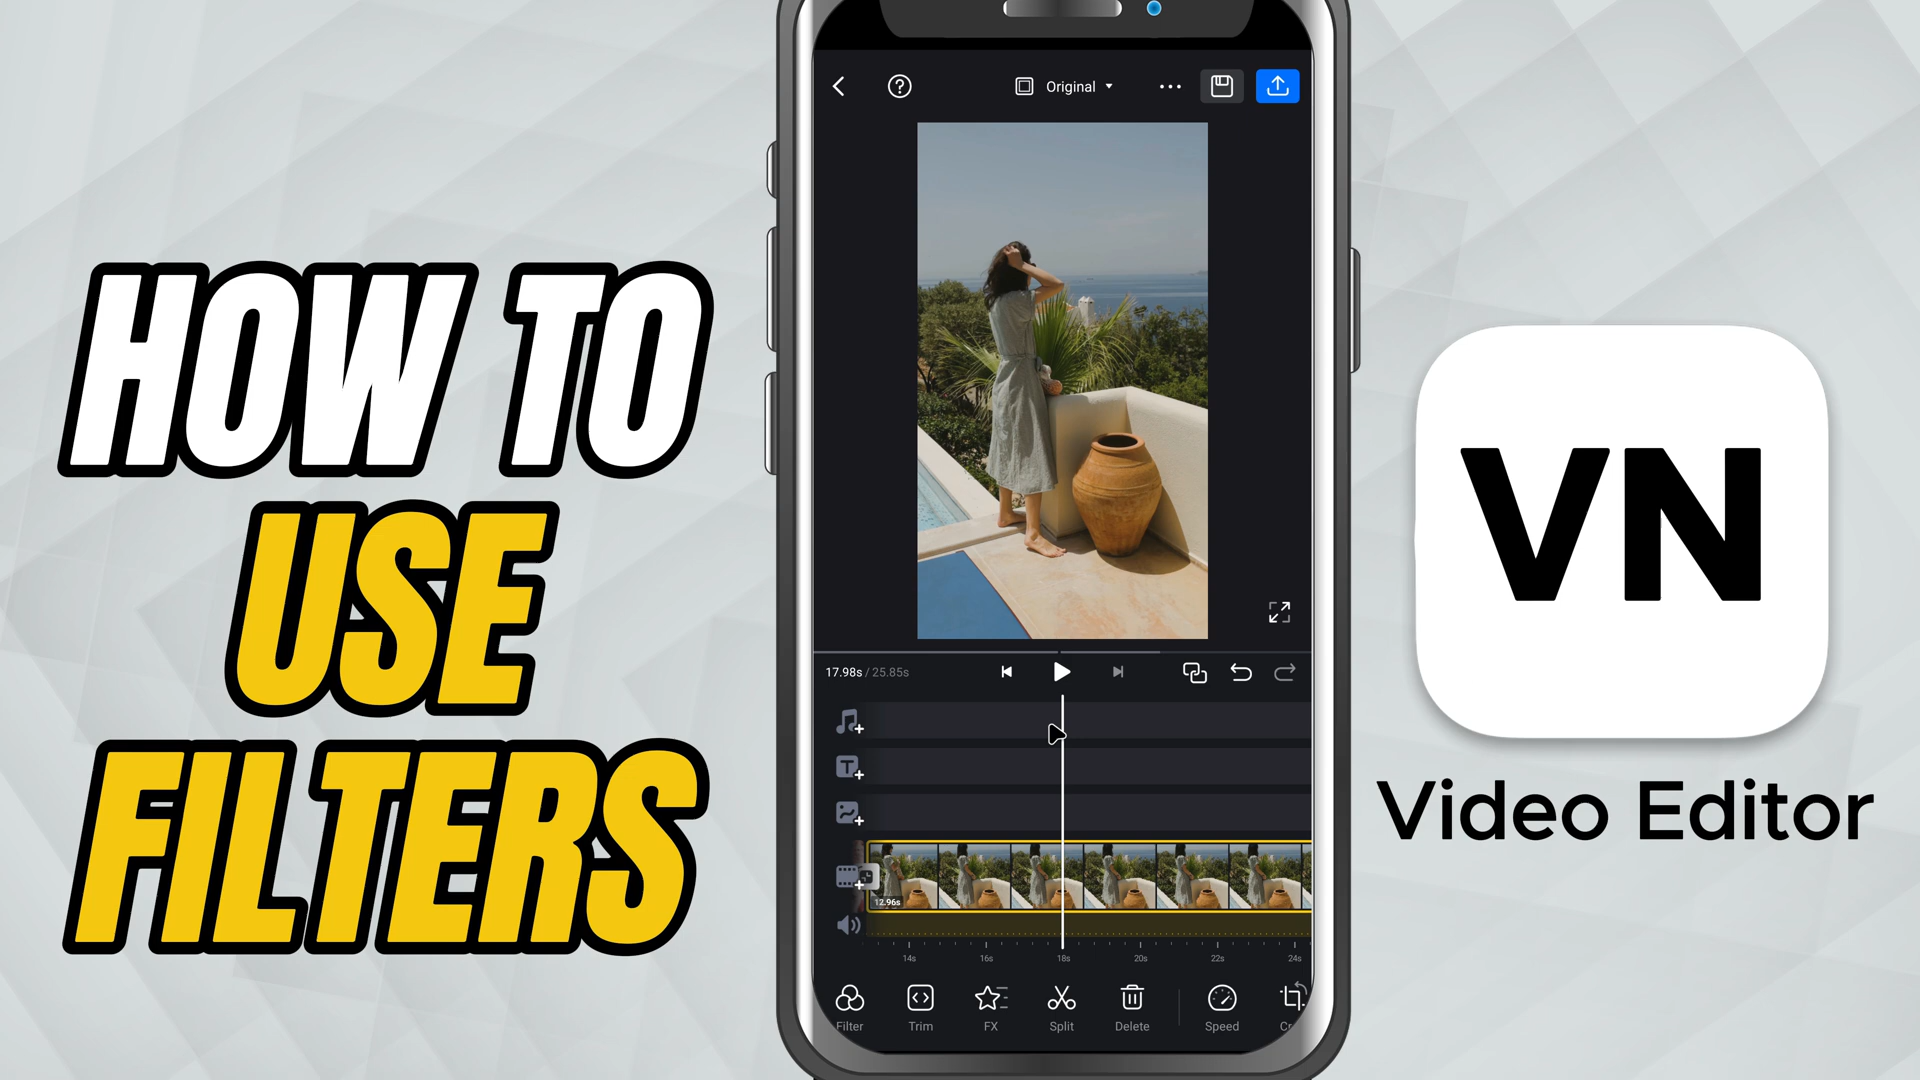 HOW TO
USE
FILTERS
Original
17.98s / 25.85s
12.96s
14s 16s 18s 20s 22s 24s
Filter Trim FX Split Delete Speed Cr
VN
Video Editor